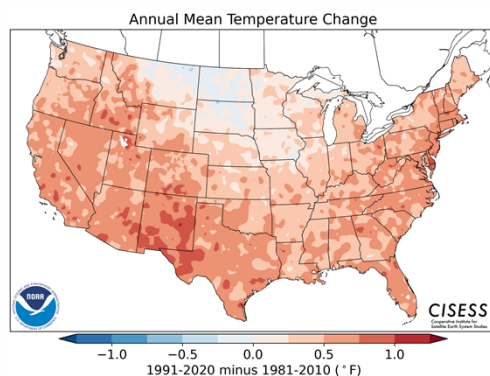 Annual Mean Temperature Change
NOAA
CISESS
Cooperative Institute for
Satellite Earth System Studies
−1.0 −0.5 0.0 0.5 1.0
1991-2020 minus 1981-2010 (°F)